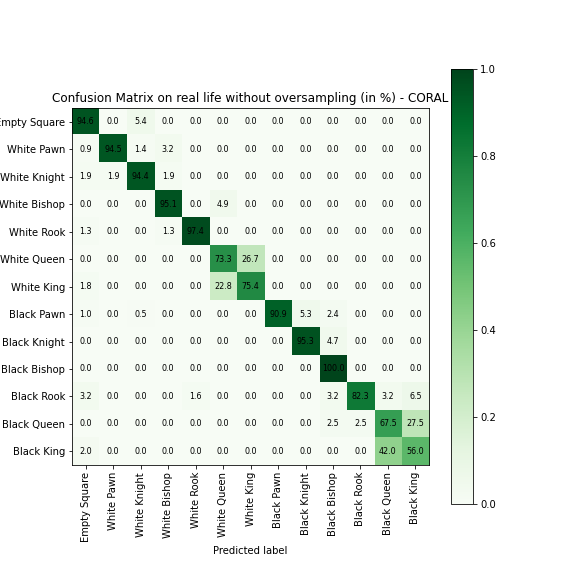 Confusion Matrix on real life without oversampling (in %) - CORAL
1.0
mpty Square 94.6 0.0 5.4 0.0 0.0 0.0 0.0 0.0 0.0 0.0 0.0 0.0 0.0
White Pawn 0.9 94.5 1.4 3.2 0.0 0.0 0.0 0.0 0.0 0.0 0.0 0.0 0.0
0.8
White Knight 1.9 1.9 94.4 1.9 0.0 0.0 0.0 0.0 0.0 0.0 0.0 0.0 0.0
White Bishop 0.0 0.0 0.0 95.1 0.0 4.9 0.0 0.0 0.0 0.0 0.0 0.0 0.0
White Rook 1.3 0.0 0.0 1.3 97.4 0.0 0.0 0.0 0.0 0.0 0.0 0.0 0.0
0.6
White Queen 0.0 0.0 0.0 0.0 0.0 73.3 26.7 0.0 0.0 0.0 0.0 0.0 0.0
White King 1.8 0.0 0.0 0.0 0.0 22.8 75.4 0.0 0.0 0.0 0.0 0.0 0.0
Black Pawn 1.0 0.0 0.5 0.0 0.0 0.0 0.0 90.9 5.3 2.4 0.0 0.0 0.0
0.4
Black Knight 0.0 0.0 0.0 0.0 0.0 0.0 0.0 0.0 95.3 4.7 0.0 0.0 0.0
Black Bishop 0.0 0.0 0.0 0.0 0.0 0.0 0.0 0.0 0.0 100.0 0.0 0.0 0.0
Black Rook 3.2 0.0 0.0 0.0 1.6 0.0 0.0 0.0 0.0 3.2 82.3 3.2 6.5
0.2
Black Queen 0.0 0.0 0.0 0.0 0.0 0.0 0.0 0.0 0.0 2.5 2.5 67.5 27.5
Black King 2.0 0.0 0.0 0.0 0.0 0.0 0.0 0.0 0.0 0.0 0.0 42.0 56.0
0.0
Empty Square
White Pawn
White Knight
White Bishop
White Rook
White Queen
White King
Black Pawn
Black Knight
Black Bishop
Black Rook
Black Queen
Black King
Predicted label